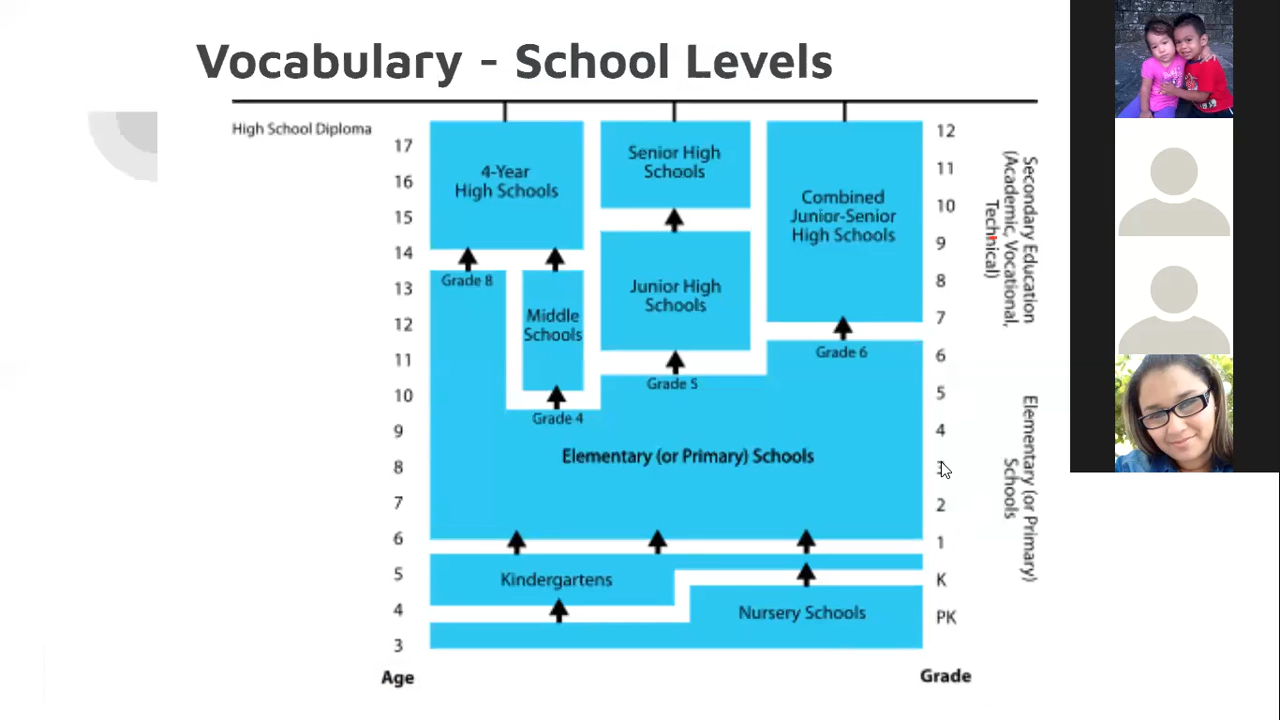 Vocabulary - School Levels
High School Diploma
17
16
15
14
13
12
11
10
9
8
7
6
5
4
3
Age
4-Year
High Schools
Senior High
Schools
Combined
Junior-Senior
High Schools
Junior High
Schools
Middle
Schools
Grade 8
Grade 6
Grade 5
Grade 4
Elementary (or Primary) Schools
Kindergartens
Nursery Schools
12
11
10
9
8
7
6
5
4
2
1
K
PK
Grade
Secondary Education
(Academic, Vocational,
Technical)
Elementary (or Primary)
Schools